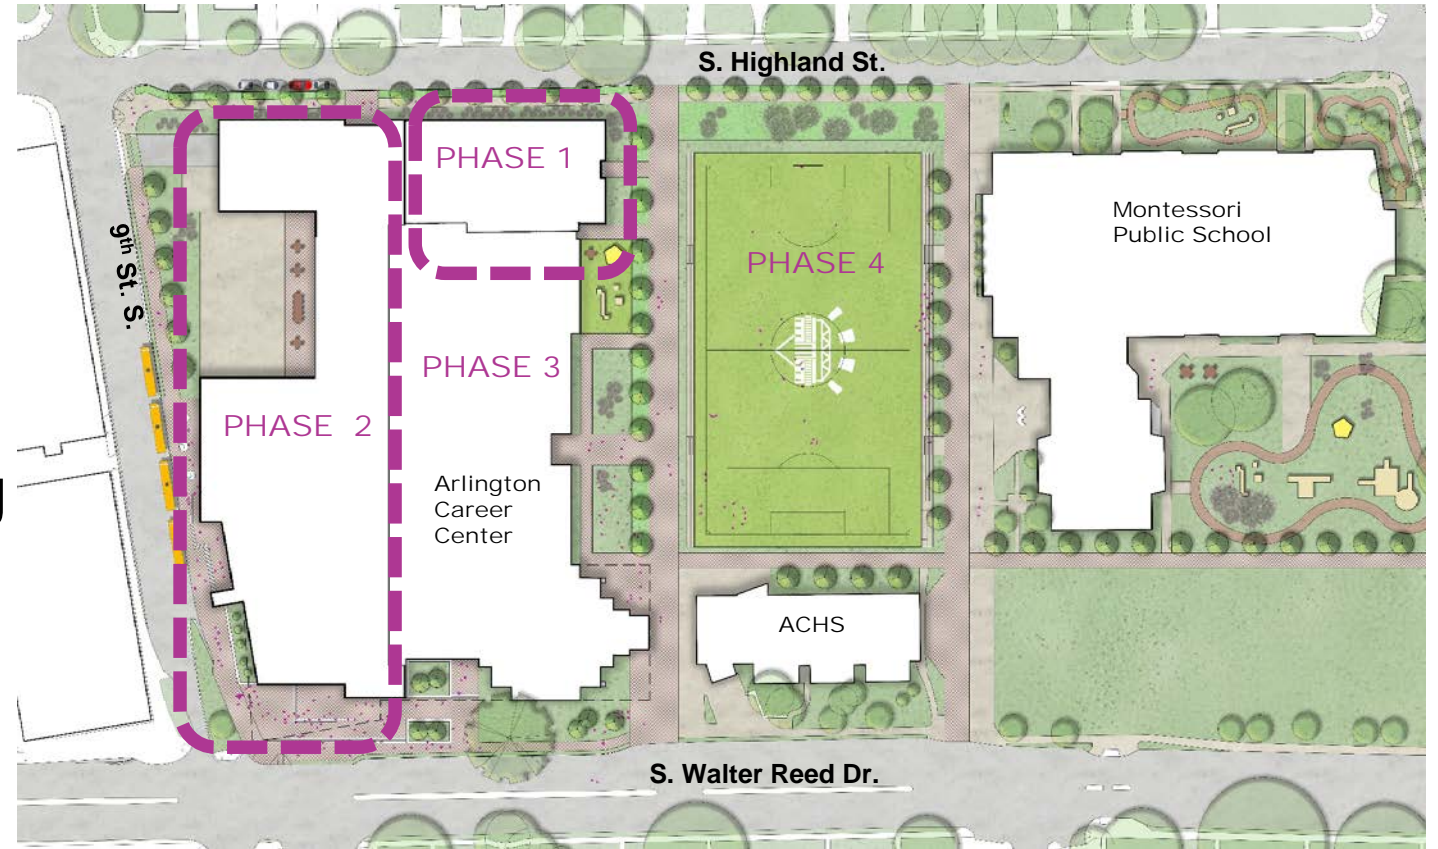 S. Highland St.
PHASE 1
Montessori
Public School
9th St. S.
PHASE 4
PHASE 3
PHASE 2
Arlington
Career
Center
ACHS
S. Walter Reed Dr.